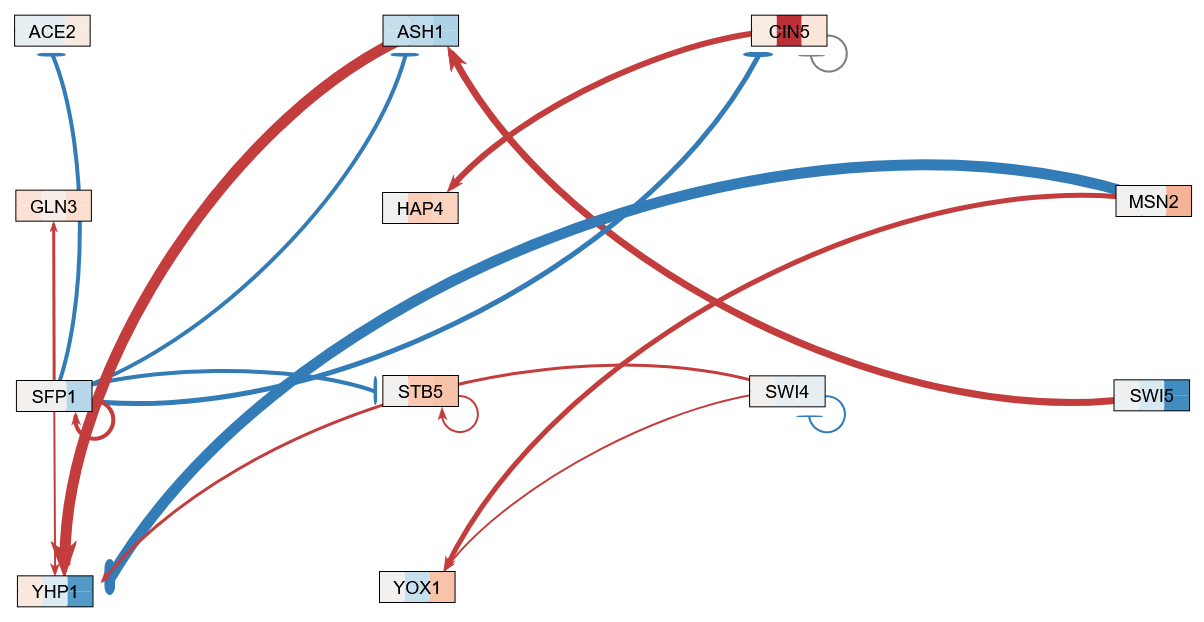 ACE2
ASH1
CIN5
GLN3
HAP4
MSN2
SFP1
STB5
SWI4
SWI5
YHP1
YOX1